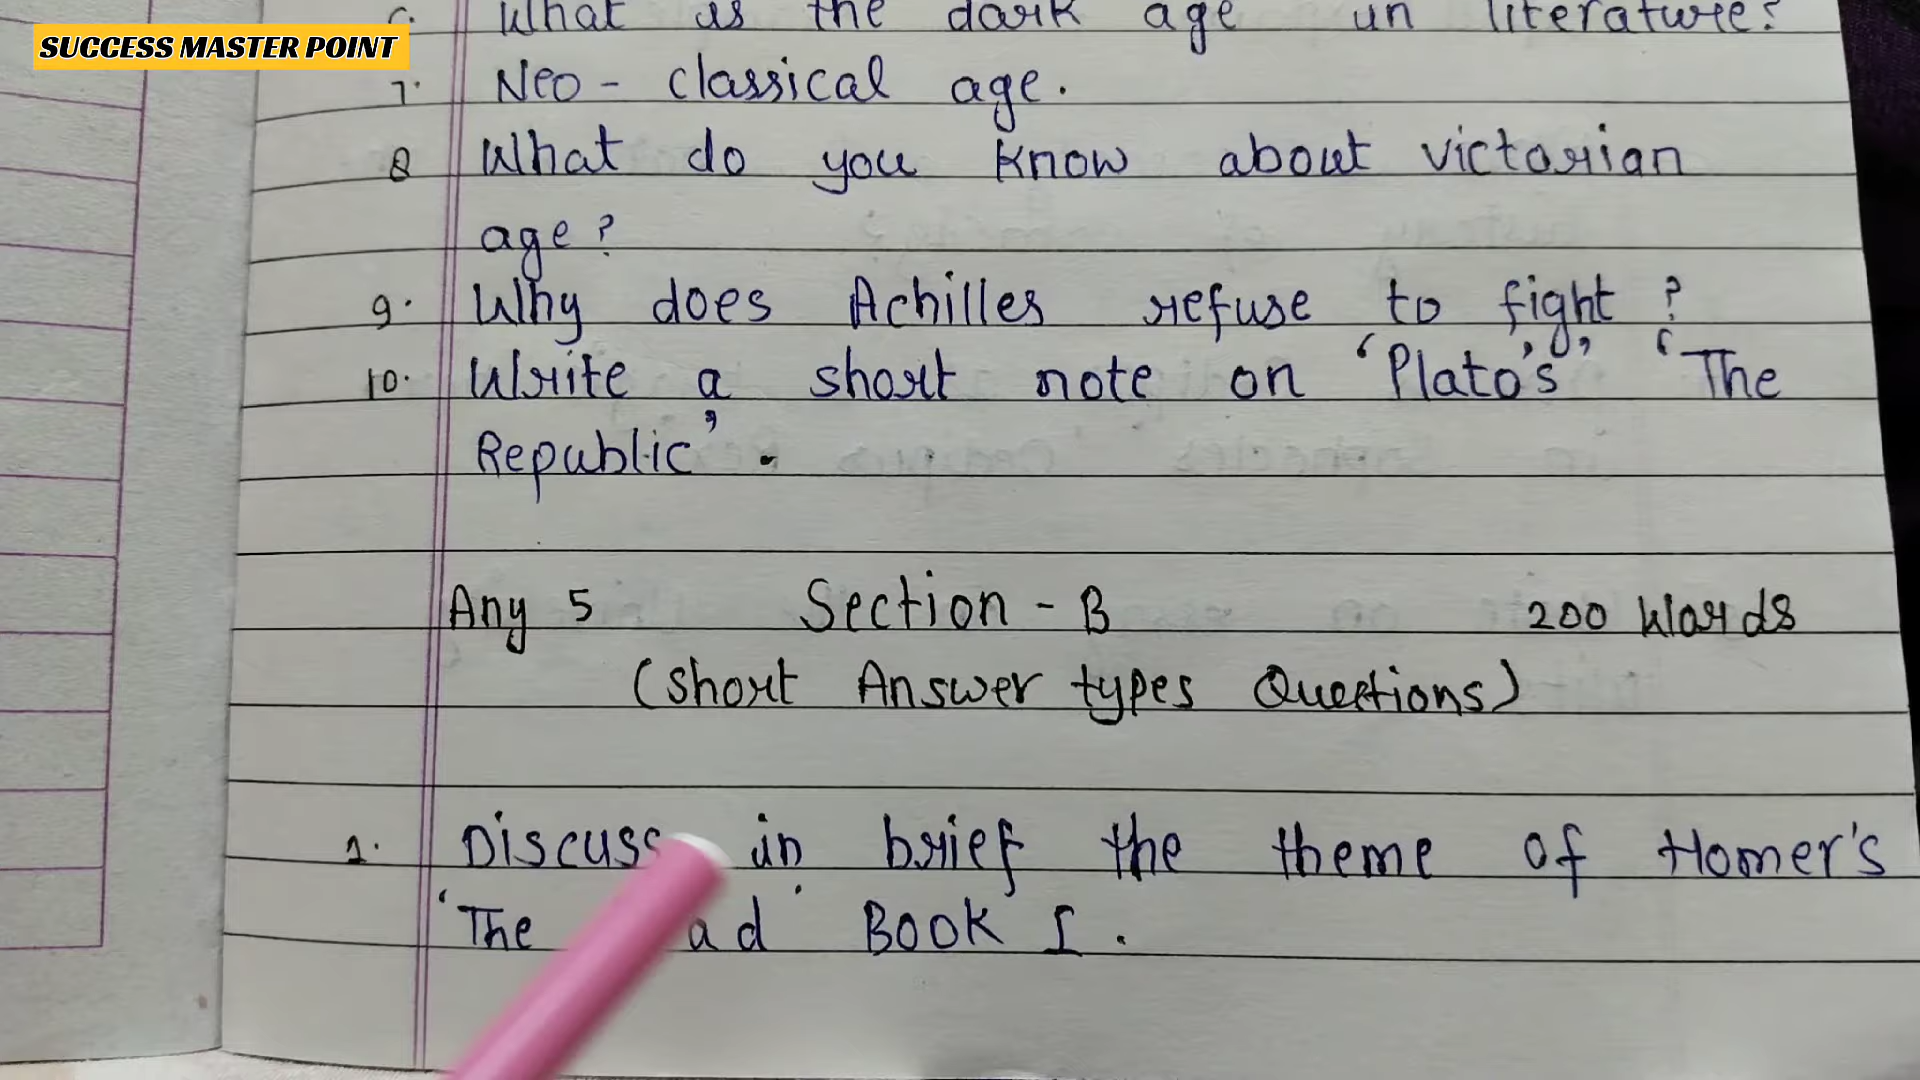 SUCCESS MASTER POINT
What is the dark age in literature?
7. Neo - classical age.
8 What do you know about victorian
age?
9. Why does Achilles refuse to fight ?
10. Write a short note on 'Plato's' 'The
Republic'.
Any 5 Section - B 200 Words
(Short Answer types Questions)
1. Discuss in brief the theme of Homer's
'The BOOK I.